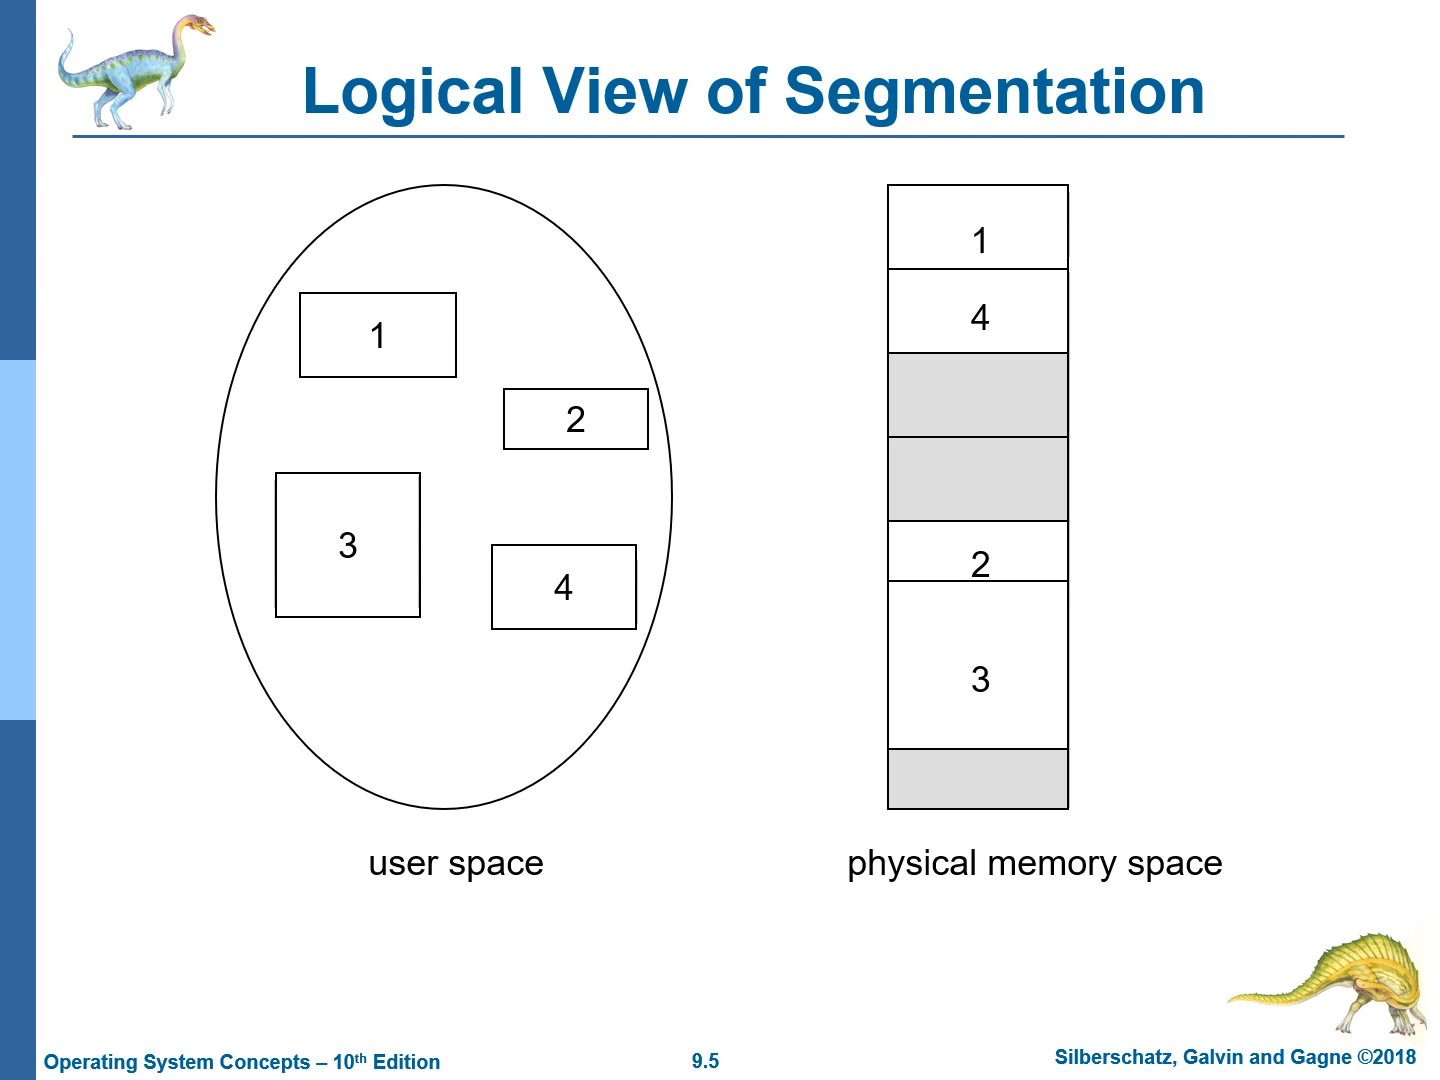 Logical View of Segmentation
1
2
3
4
1
4
2
3
user space
physical memory space
Operating System Concepts – 10th Edition
9.5
Silberschatz, Galvin and Gagne ©2018